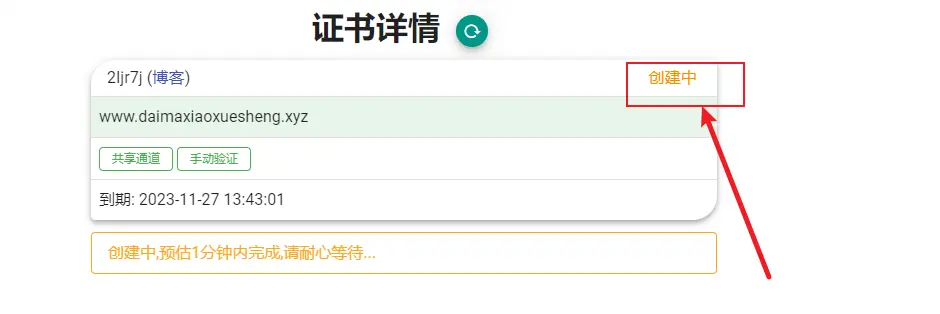 证书详情
2ljr7j (博客)
创建中
www.daimaxiaoxuesheng.xyz
共享通道 手动验证
到期: 2023-11-27 13:43:01
创建中,预估1分钟内完成,请耐心等待...